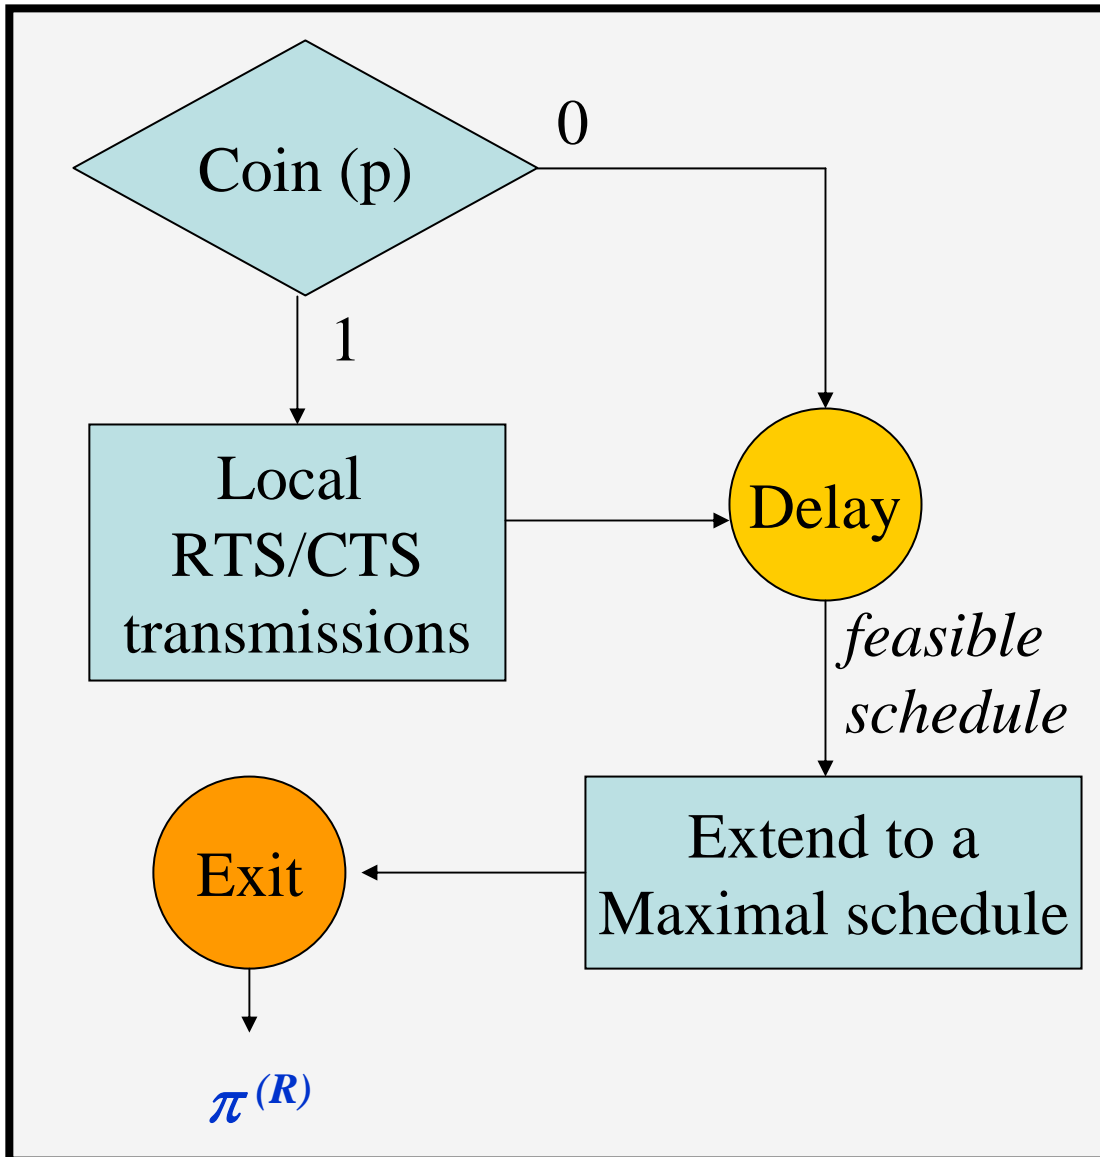 0
Coin (p)
1
Local
RTS/CTS
transmissions
Delay
feasible
schedule
Extend to a
Maximal schedule
Exit
π (R)